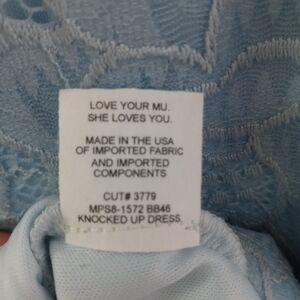 LOVE YOUR MU.
SHE LOVES YOU.
MADE IN THE USA
OF IMPORTED FABRIC
AND IMPORTED
COMPONENTS
CUT# 3779
MPS8-1572 BB46
KNOCKED UP DRESS